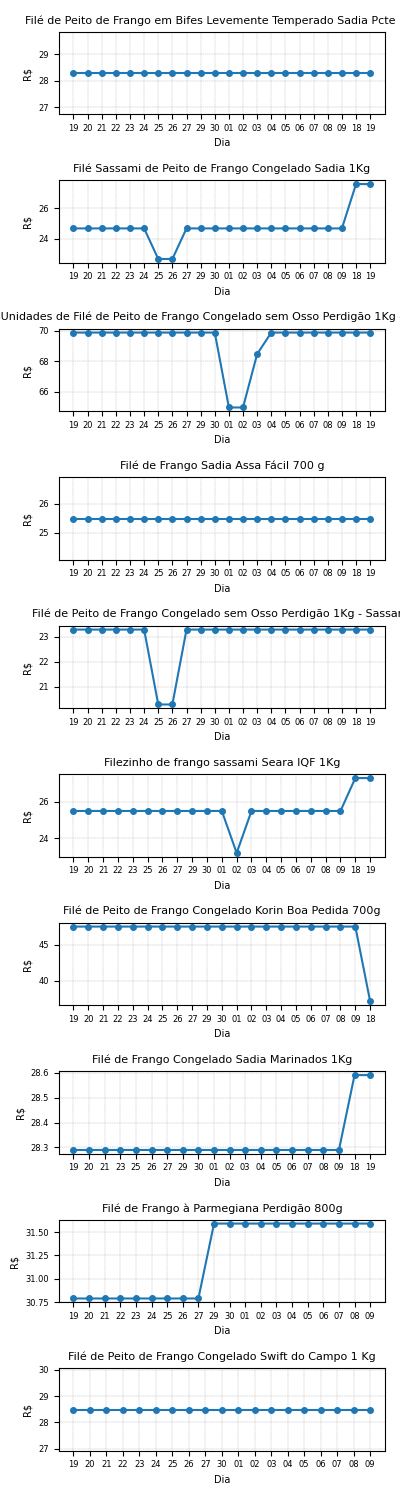 Filé de Peito de Frango em Bifes Levemente Temperado Sadia Pcte
R$
29
28
27
19 20 21 22 23 24 25 26 27 29 30 01 02 03 04 05 06 07 08 09 18 19
Dia
Filé Sassami de Peito de Frango Congelado Sadia 1Kg
R$
26
24
19 20 21 22 23 24 25 26 27 29 30 01 02 03 04 05 06 07 08 09 18 19
Dia
Unidades de Filé de Peito de Frango Congelado sem Osso Perdigão 1Kg
R$
70
68
66
19 20 21 22 23 24 25 26 27 29 30 01 02 03 04 05 06 07 08 09 18 19
Dia
Filé de Frango Sadia Assa Fácil 700 g
R$
26
25
19 20 21 22 23 24 25 26 27 29 30 01 02 03 04 05 06 07 08 09 18 19
Dia
Filé de Peito de Frango Congelado sem Osso Perdigão 1Kg - Sassa
R$
23
22
21
19 20 21 22 23 24 25 26 27 29 30 01 02 03 04 05 06 07 08 09 18 19
Dia
Filezinho de frango sassami Seara IQF 1Kg
R$
26
24
19 20 21 22 23 24 25 26 27 29 30 01 02 03 04 05 06 07 08 09 18 19
Dia
Filé de Peito de Frango Congelado Korin Boa Pedida 700g
R$
45
40
19 20 21 22 23 24 25 26 27 29 30 01 02 03 04 05 06 07 08 09 18
Dia
Filé de Frango Congelado Sadia Marinados 1Kg
R$
28.6
28.5
28.4
28.3
19 20 21 23 25 26 27 29 30 01 02 03 04 05 06 07 08 09 18 19
Dia
Filé de Frango à Parmegiana Perdigão 800g
R$
31.50
31.25
31.00
30.75
19 20 21 22 23 24 25 26 27 29 30 01 02 03 04 05 06 07 08 09
Dia
Filé de Peito de Frango Congelado Swift do Campo 1 Kg
R$
30
29
28
27
19 20 21 22 23 24 26 27 29 30 01 02 03 04 05 06 07 08 09
Dia